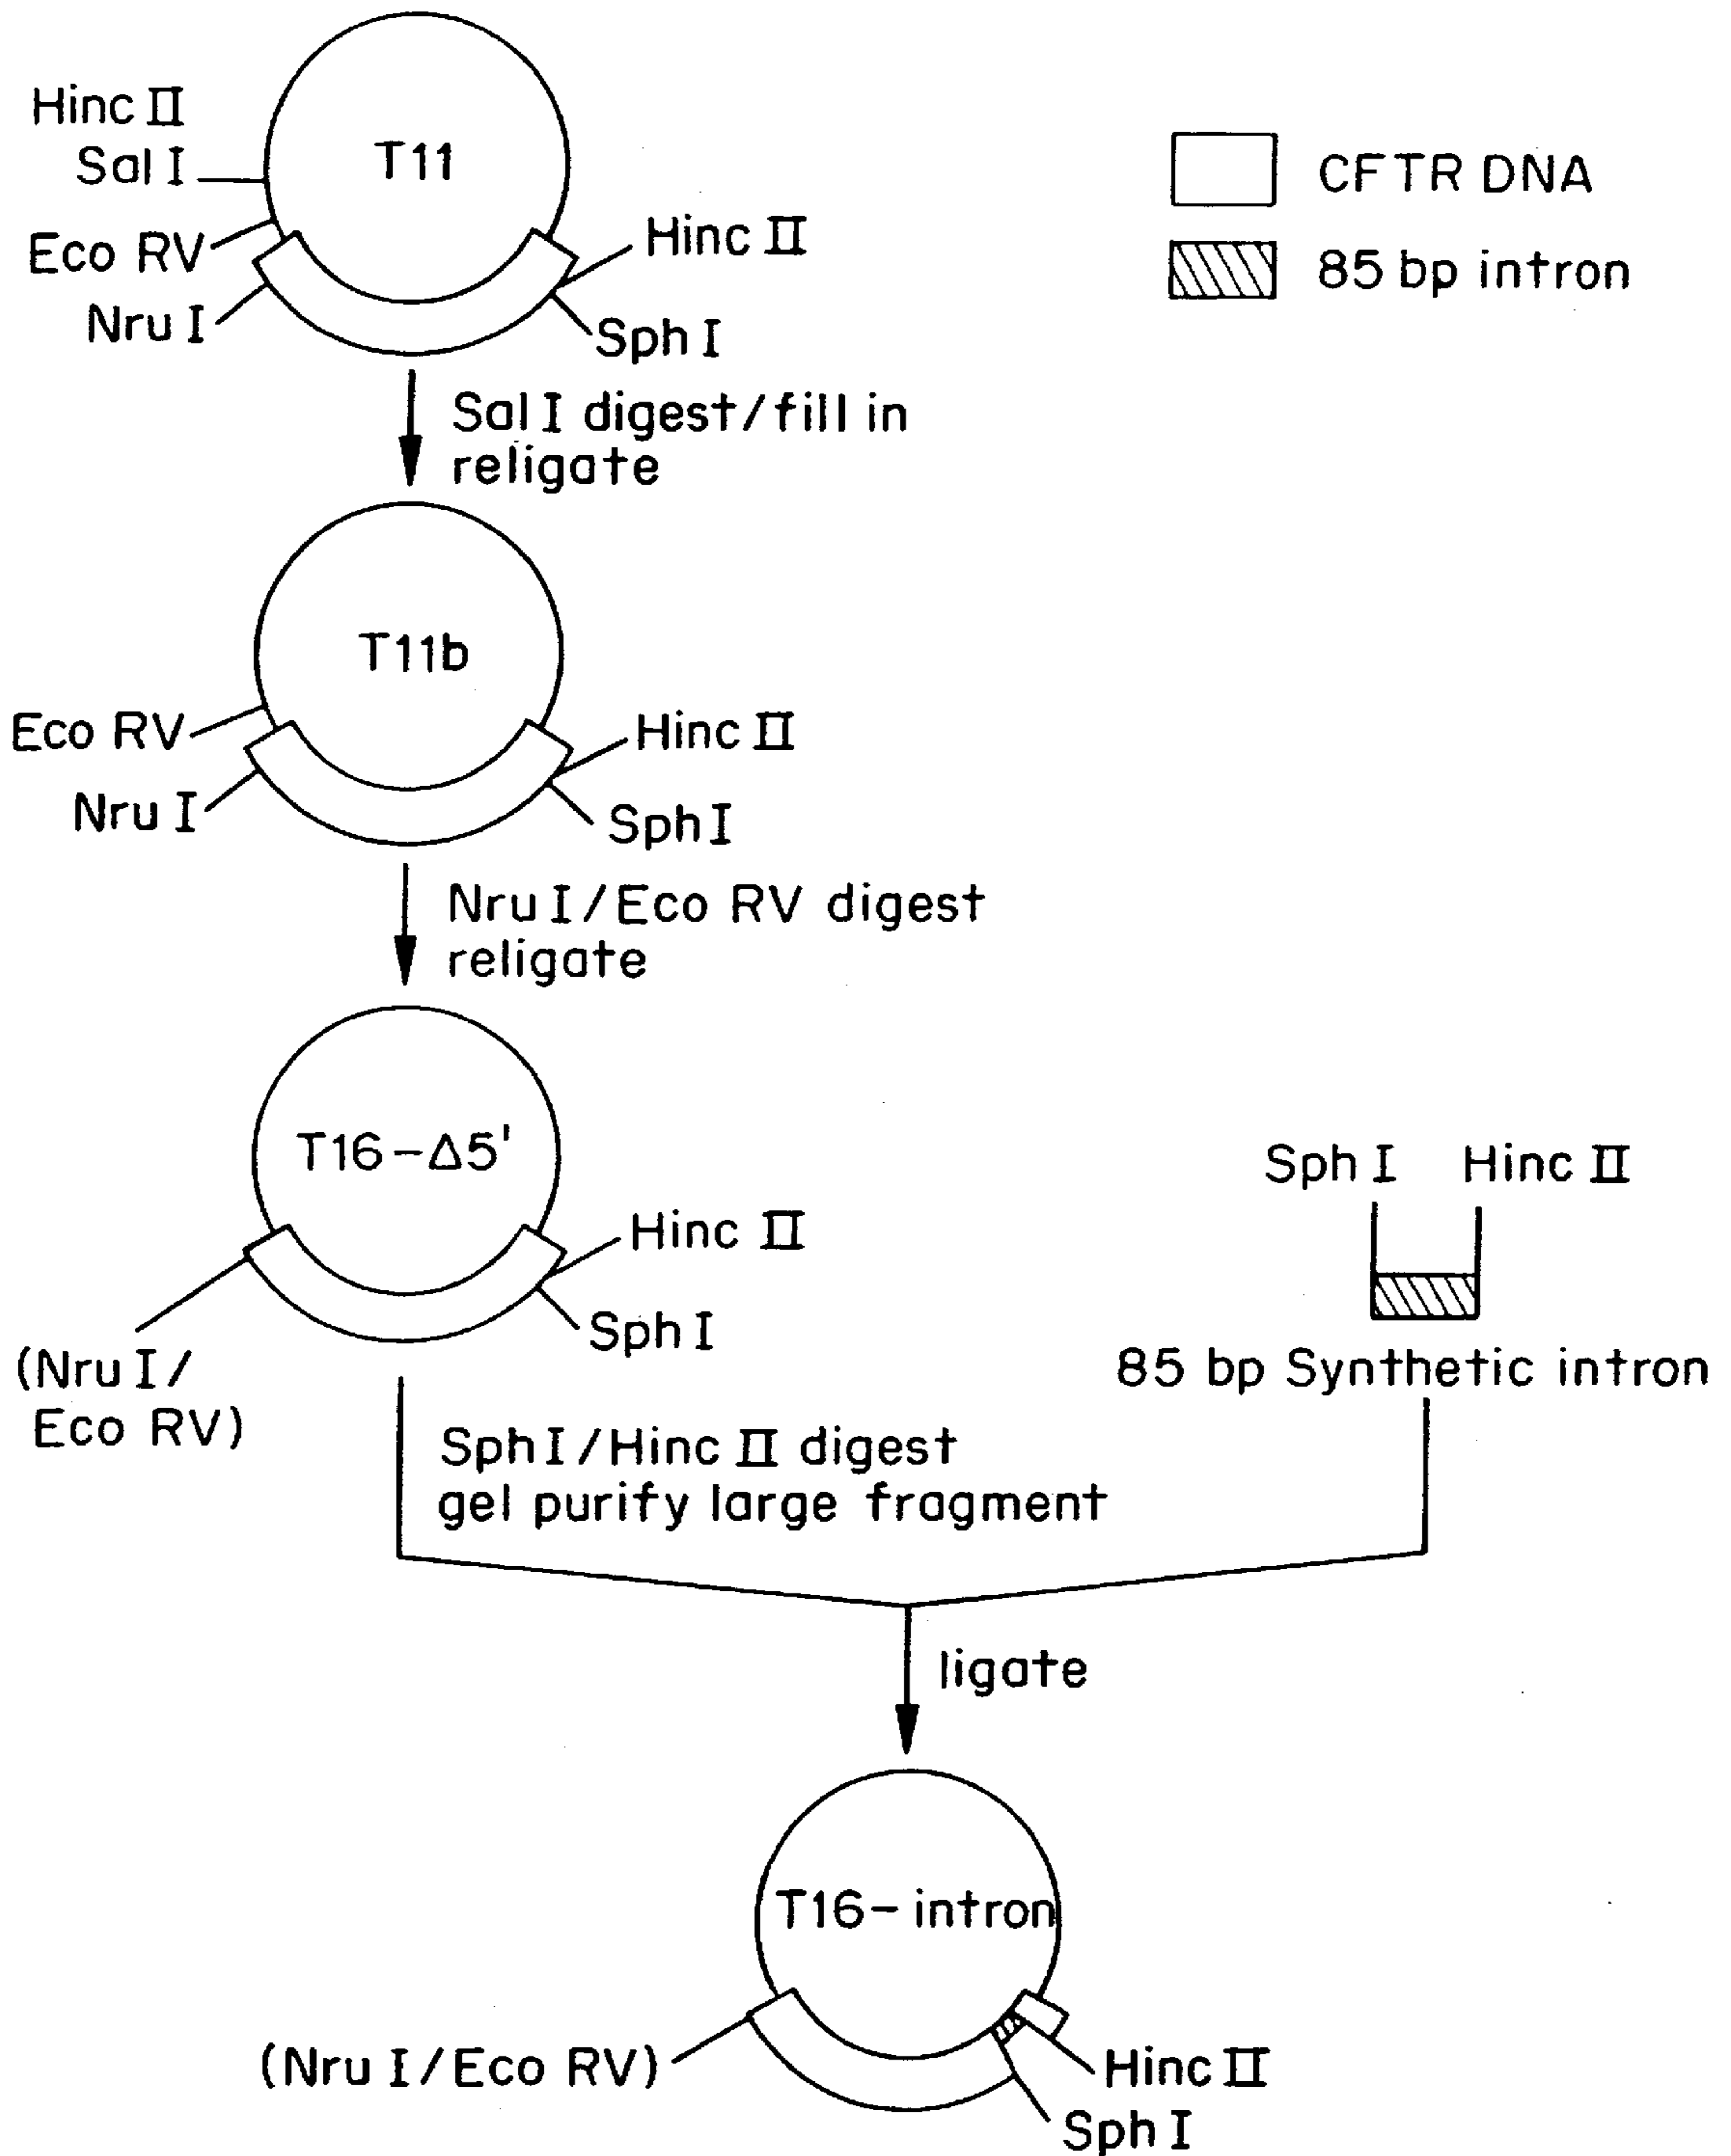 Hinc II
Sal I
T11
Eco RV
Nru I
Hinc II
Sph I
CFTR DNA
85 bp intron
Sal I digest/fill in
religate
T11b
Eco RV
Nru I
Hinc II
Sph I
Nru I/Eco RV digest
religate
T16-Δ5'
Hinc II
Sph I
(Nru I/
Eco RV)
Sph I Hinc II
85 bp Synthetic intron
Sph I/Hinc II digest
gel purify large fragment
ligate
T16-intron
(Nru I/Eco RV)
Hinc II
Sph I